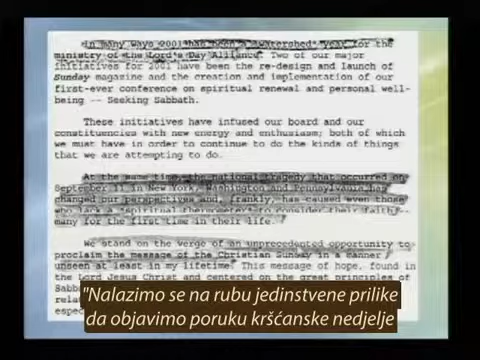 In many ways 2001 has been a "watershed" year for the
ministry of the Lord's Day Alliance. Two of our major
initiatives for 2001 have been the re-design and launch of
Sunday magazine and the creation and implementation of our
first-ever conference on spiritual renewal and personal well-
being -- Seeking Sabbath.
These initiatives have infused our board and our
constituencies with new energy and enthusiasm; both of which
we must have in order to continue to do the kinds of things
that we are attempting to do.
At the same time, the national tragedy that occurred on
September 11 in New York, Washington and Pennsylvania has
changed our perspectives and, frankly, has caused even those
who lack a "spiritual thermometer" to consider their faith --
many for the first time in their life.
We stand on the verge of an unprecedented opportunity to
proclaim the message of the Christian Sunday in a manner
unseen at least in my lifetime. This message of hope, found in
the Lord Jesus Christ and centered on the great principles of
Sabba
relat
espec
"Nalazimo se na rubu jedinstvene prilike
da objavimo poruku kršćanske nedjelje